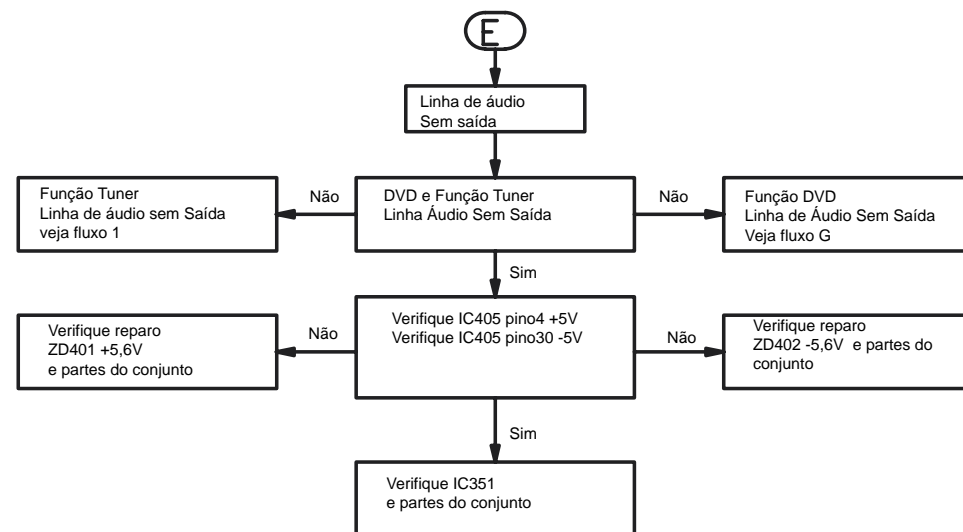 E
Linha de áudio
Sem saída
Função Tuner
Linha de áudio sem Saída
veja fluxo 1
Não
DVD e Função Tuner
Linha Áudio Sem Saída
Não
Função DVD
Linha de Áudio Sem Saída
Veja fluxo G
Sim
Verifique reparo
ZD401 +5,6V
e partes do conjunto
Não
Verifique IC405 pino4 +5V
Verifique IC405 pino30 -5V
Não
Verifique reparo
ZD402 -5,6V e partes do
conjunto
Sim
Verifique IC351
e partes do conjunto